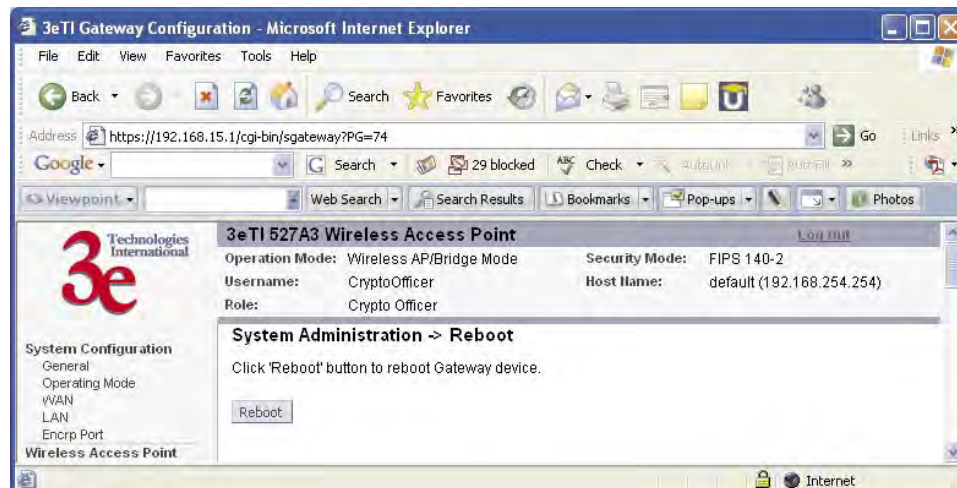 3eTI Gateway Configuration - Microsoft Internet Explorer
File Edit View Favorites Tools Help
Back Search Favorites
Address https://192.168.15.1/cgi-bin/sgateway?PG=74 Go Links »
Google Search 29 blocked ABC Check AutoLink AutoFill »
Viewpoint Web Search Search Results Bookmarks Pop-ups Photos
3e Technologies International
3eTI 527A3 Wireless Access Point Log out
Operation Mode: Wireless AP/Bridge Mode Security Mode: FIPS 140-2
Username: CryptoOfficer Host Name: default (192.168.254.254)
Role: Crypto Officer
System Configuration
General
Operating Mode
WAN
LAN
Encrp Port
Wireless Access Point
System Administration -> Reboot
Click 'Reboot' button to reboot Gateway device.
Reboot
Internet